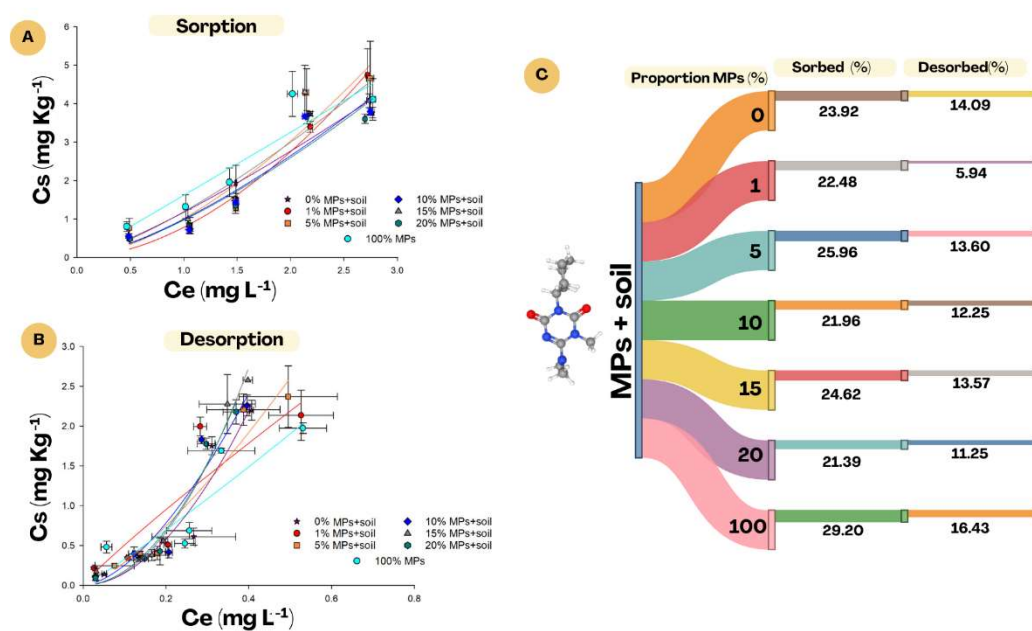 A
Sorption
Cs (mg Kg⁻¹)
6
5
4
3
2
1
0
0.0 0.5 1.0 1.5 2.0 2.5 3.0
Ce (mg L⁻¹)
0% MPs+soil
1% MPs+soil
5% MPs+soil
10% MPs+soil
15% MPs+soil
20% MPs+soil
100% MPs
B
Desorption
Cs (mg Kg⁻¹)
3.0
2.5
2.0
1.5
1.0
0.5
0.0
0.0 0.2 0.4 0.6 0.8
Ce (mg L⁻¹)
0% MPs+soil
1% MPs+soil
5% MPs+soil
10% MPs+soil
15% MPs+soil
20% MPs+soil
100% MPs
C
Proportion MPs (%) Sorbed (%) Desorbed(%)
MPs + soil
0 23.92 14.09
1 22.48 5.94
5 25.96 13.60
10 21.96 12.25
15 24.62 13.57
20 21.39 11.25
100 29.20 16.43